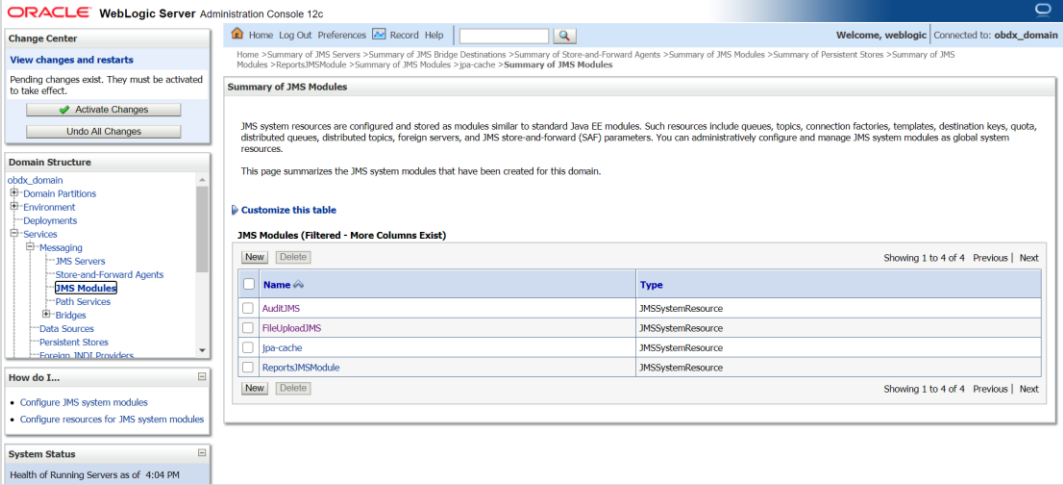 ORACLE WebLogic Server Administration Console 12c
Change Center
View changes and restarts
Pending changes exist. They must be activated
to take effect.
Activate Changes
Undo All Changes
Domain Structure
obdx_domain
Domain Partitions
Environment
Deployments
Services
Messaging
JMS Servers
Store-and-Forward Agents
JMS Modules
Path Services
Bridges
Data Sources
Persistent Stores
Foreign JNDI Providers
How do I...
Configure JMS system modules
Configure resources for JMS system modules
System Status
Health of Running Servers as of 4:04 PM
Home Log Out Preferences Record Help
Welcome, weblogic Connected to: obdx_domain
Home >Summary of JMS Servers >Summary of JMS Bridge Destinations >Summary of Store-and-Forward Agents >Summary of JMS Modules >Summary of Persistent Stores >Summary of JMS
Modules >ReportsJMSModule >Summary of JMS Modules >jpa-cache >Summary of JMS Modules
Summary of JMS Modules
JMS system resources are configured and stored as modules similar to standard Java EE modules. Such resources include queues, topics, connection factories, templates, destination keys, quota,
distributed queues, distributed topics, foreign servers, and JMS store-and-forward (SAF) parameters. You can administratively configure and manage JMS system modules as global system
resources.
This page summarizes the JMS system modules that have been created for this domain.
Customize this table
JMS Modules (Filtered - More Columns Exist)
New Delete Showing 1 to 4 of 4 Previous | Next
Name Type
AuditJMS JMSSystemResource
FileUploadJMS JMSSystemResource
jpa-cache JMSSystemResource
ReportsJMSModule JMSSystemResource
New Delete Showing 1 to 4 of 4 Previous | Next